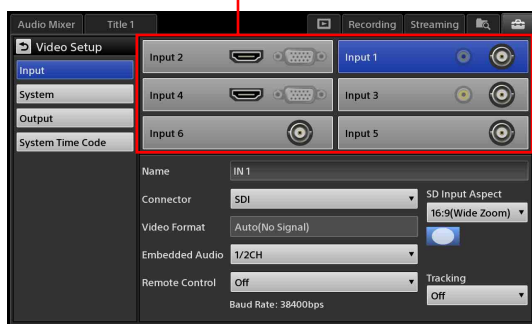 Audio Mixer Title 1 Recording Streaming
Video Setup
Input
System
Output
System Time Code
Input 2 Input 1
Input 4 Input 3
Input 6 Input 5
Name IN 1
Connector SDI
SD Input Aspect
16:9(Wide Zoom)
Video Format Auto(No Signal)
Embedded Audio 1/2CH
Remote Control Off
Tracking
Off
Baud Rate: 38400bps